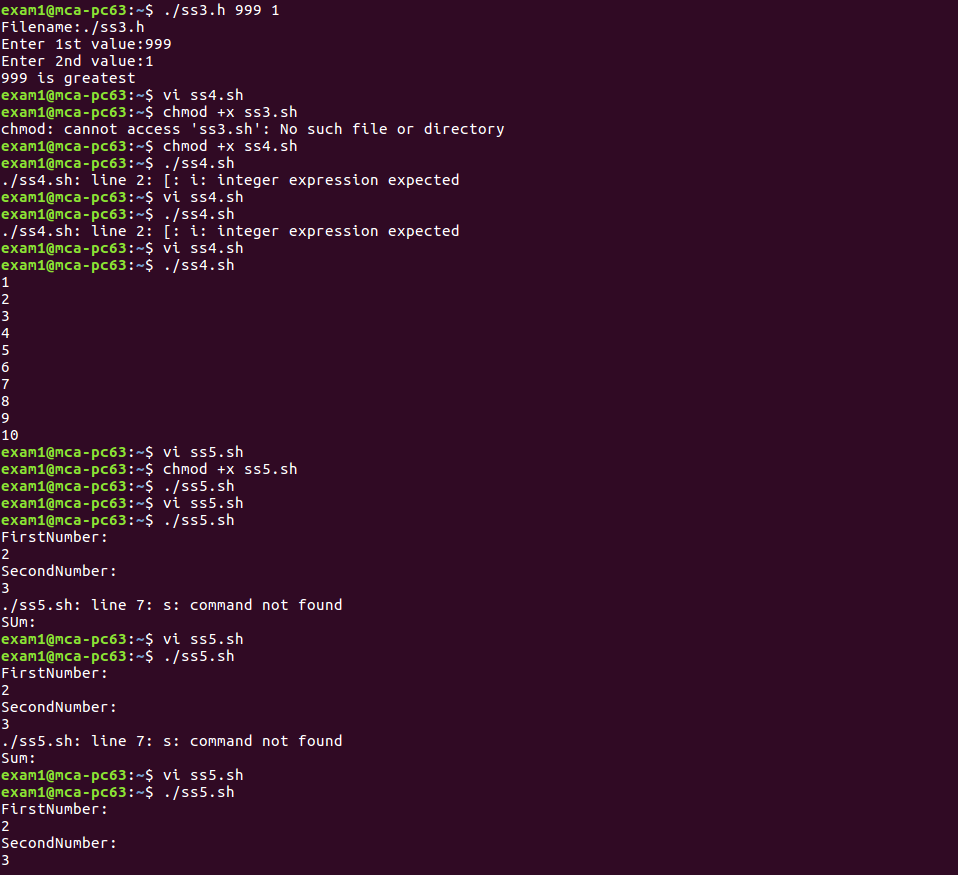 exam1@mca-pc63:~$ ./ss3.h 999 1
Filename:./ss3.h
Enter 1st value:999
Enter 2nd value:1
999 is greatest
exam1@mca-pc63:~$ vi ss4.sh
exam1@mca-pc63:~$ chmod +x ss3.sh
chmod: cannot access 'ss3.sh': No such file or directory
exam1@mca-pc63:~$ chmod +x ss4.sh
exam1@mca-pc63:~$ ./ss4.sh
./ss4.sh: line 2: [: i: integer expression expected
exam1@mca-pc63:~$ vi ss4.sh
exam1@mca-pc63:~$ ./ss4.sh
./ss4.sh: line 2: [: i: integer expression expected
exam1@mca-pc63:~$ vi ss4.sh
exam1@mca-pc63:~$ ./ss4.sh
1
2
3
4
5
6
7
8
9
10
exam1@mca-pc63:~$ vi ss5.sh
exam1@mca-pc63:~$ chmod +x ss5.sh
exam1@mca-pc63:~$ ./ss5.sh
exam1@mca-pc63:~$ vi ss5.sh
exam1@mca-pc63:~$ ./ss5.sh
FirstNumber:
2
SecondNumber:
3
./ss5.sh: line 7: s: command not found
SUm:
exam1@mca-pc63:~$ vi ss5.sh
exam1@mca-pc63:~$ ./ss5.sh
FirstNumber:
2
SecondNumber:
3
./ss5.sh: line 7: s: command not found
Sum:
exam1@mca-pc63:~$ vi ss5.sh
exam1@mca-pc63:~$ ./ss5.sh
FirstNumber:
2
SecondNumber:
3